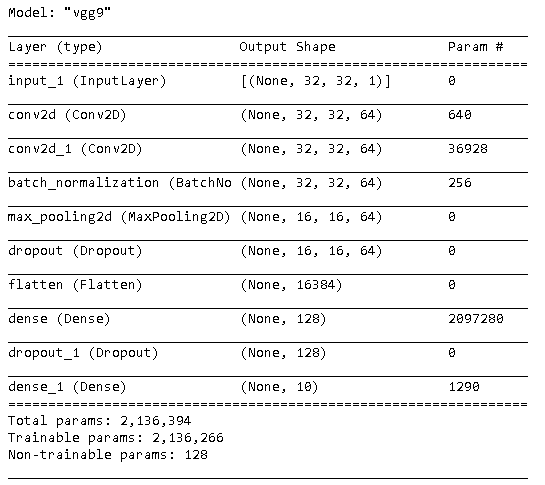 Model: "vgg9"
Layer (type) Output Shape Param #
input_1 (InputLayer) [(None, 32, 32, 1)] 0
conv2d (Conv2D) (None, 32, 32, 64) 640
conv2d_1 (Conv2D) (None, 32, 32, 64) 36928
batch_normalization (BatchNo (None, 32, 32, 64) 256
max_pooling2d (MaxPooling2D) (None, 16, 16, 64) 0
dropout (Dropout) (None, 16, 16, 64) 0
flatten (Flatten) (None, 16384) 0
dense (Dense) (None, 128) 2097280
dropout_1 (Dropout) (None, 128) 0
dense_1 (Dense) (None, 10) 1290
Total params: 2,136,394
Trainable params: 2,136,266
Non-trainable params: 128